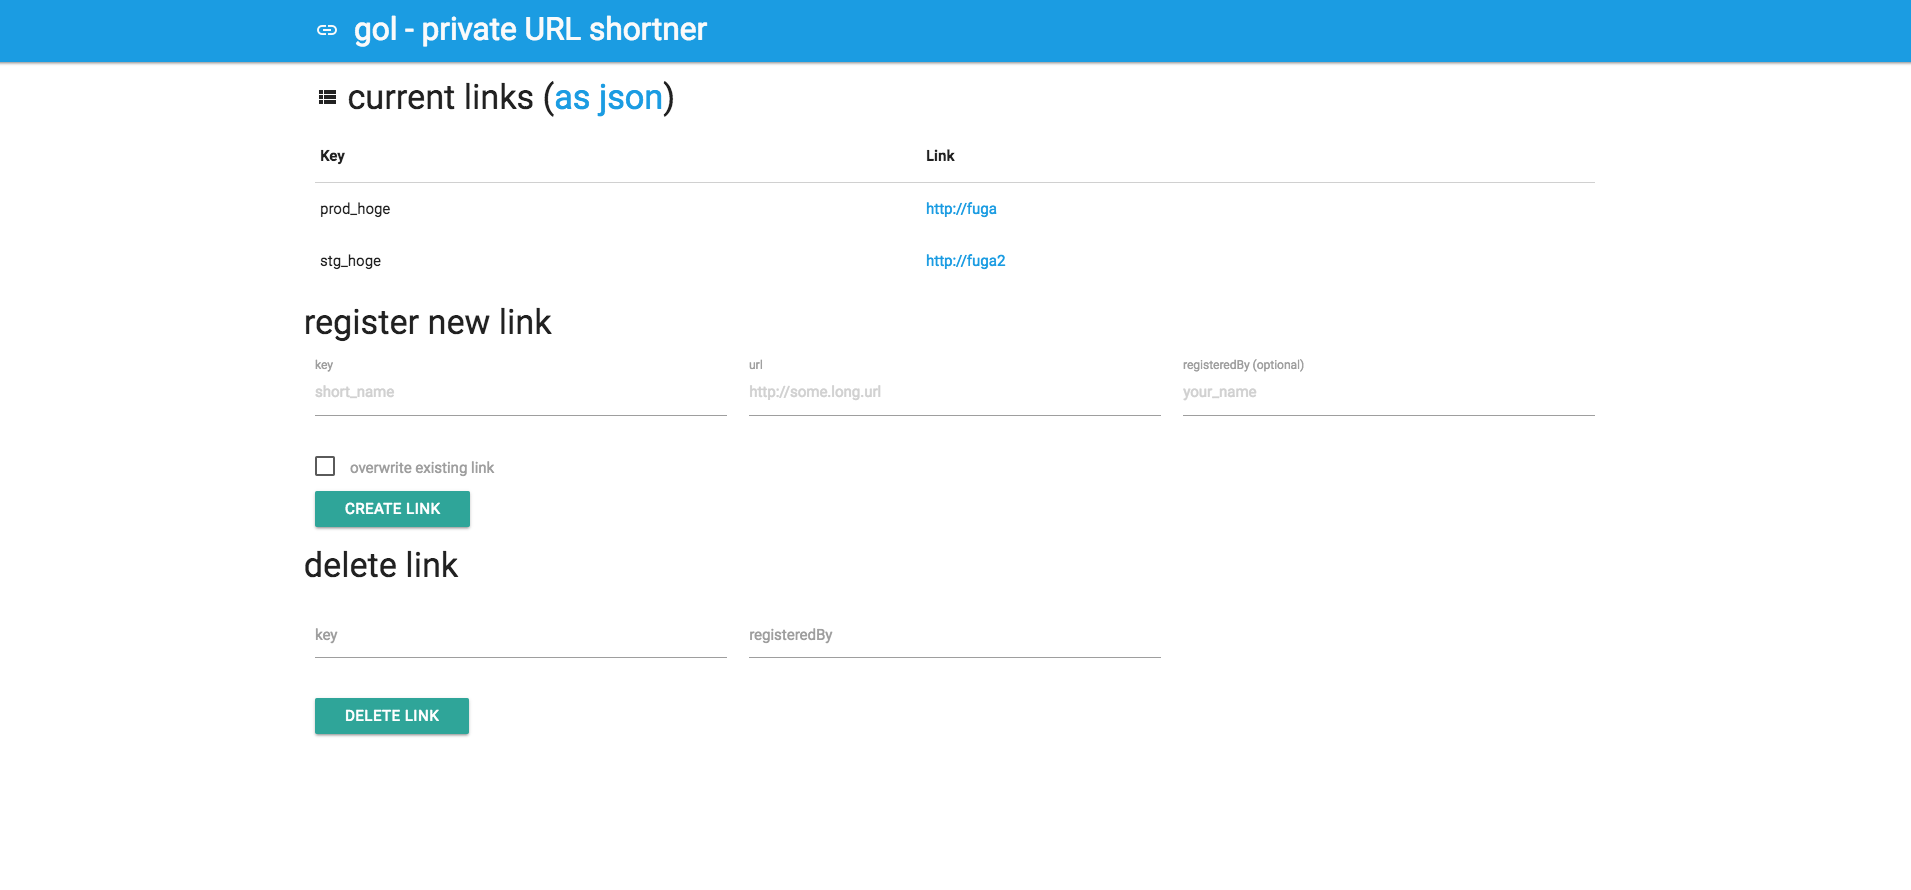 gol - private URL shortner
current links (as json)
Key Link
prod_hoge http://fuga
stg_hoge http://fuga2
register new link
key url registeredBy (optional)
short_name http://some.long.url your_name
overwrite existing link
CREATE LINK
delete link
key registeredBy
DELETE LINK